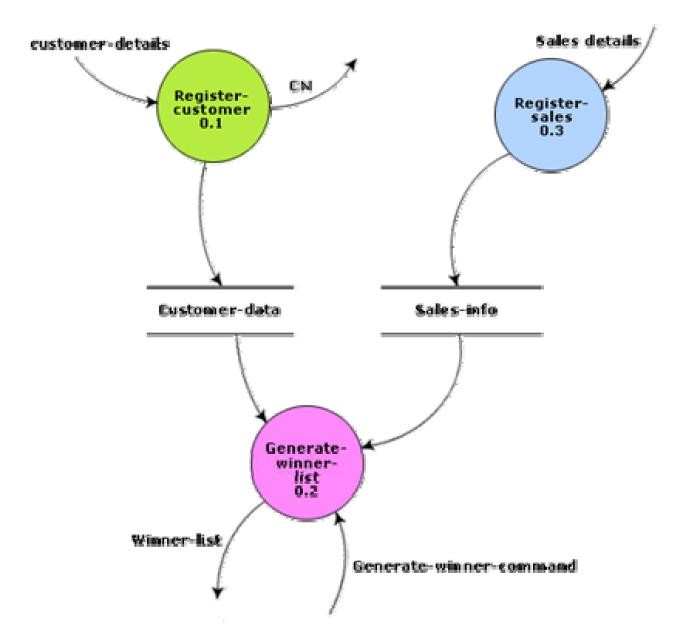 customer-details
Sales details
CN
Register-
customer
0.1
Register-
sales
0.3
Customer-data
Sales-info
Generate-
winner-
list
0.2
Winner-list
Generate-winner-command